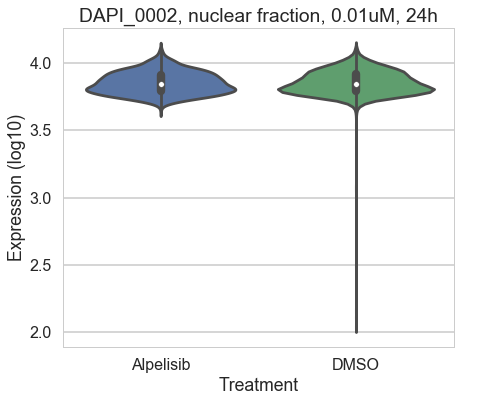 DAPI_0002, nuclear fraction, 0.01uM, 24h
Expression (log10)
4.0
3.5
3.0
2.5
2.0
Alpelisib
DMSO
Treatment